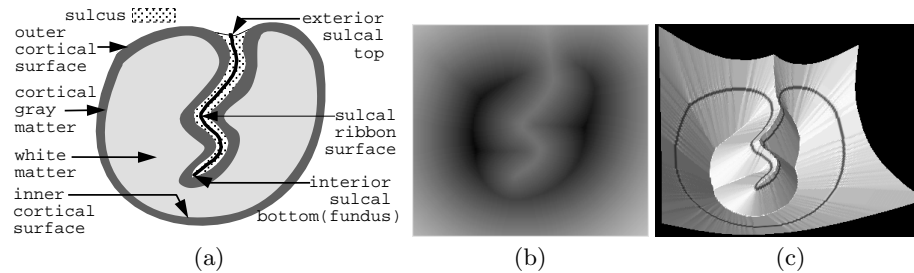 sulcus
outer
cortical
surface
cortical
gray
matter
white
matter
inner
cortical
surface
exterior
sulcal
top
sulcal
ribbon
surface
interior
sulcal
bottom(fundus)
(a)
(b)
(c)